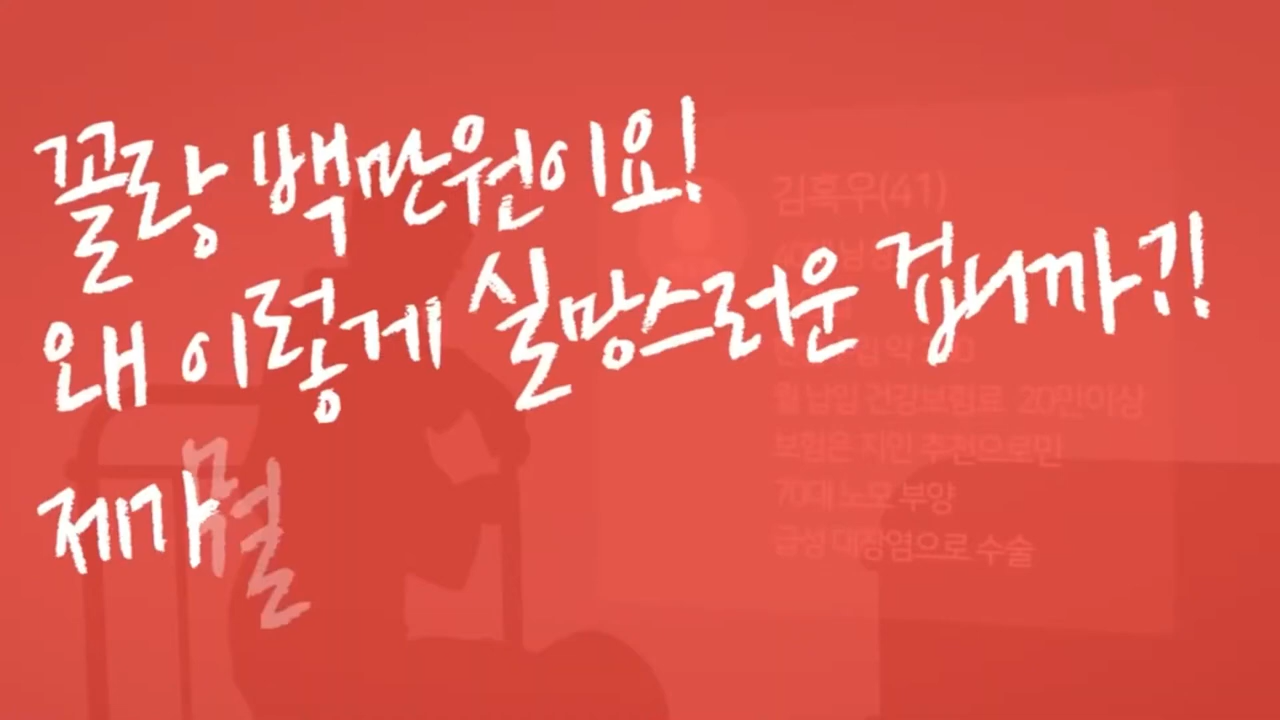 꼴랑 백만원이요!
왜 이렇게 실망스러운 겁니까?!
제가 뭘
김흑우(41)
월 납입 건강보험료 20만이상
보험은 지인 추천으로만
70대 노모 부양
급성 대장염으로 수술